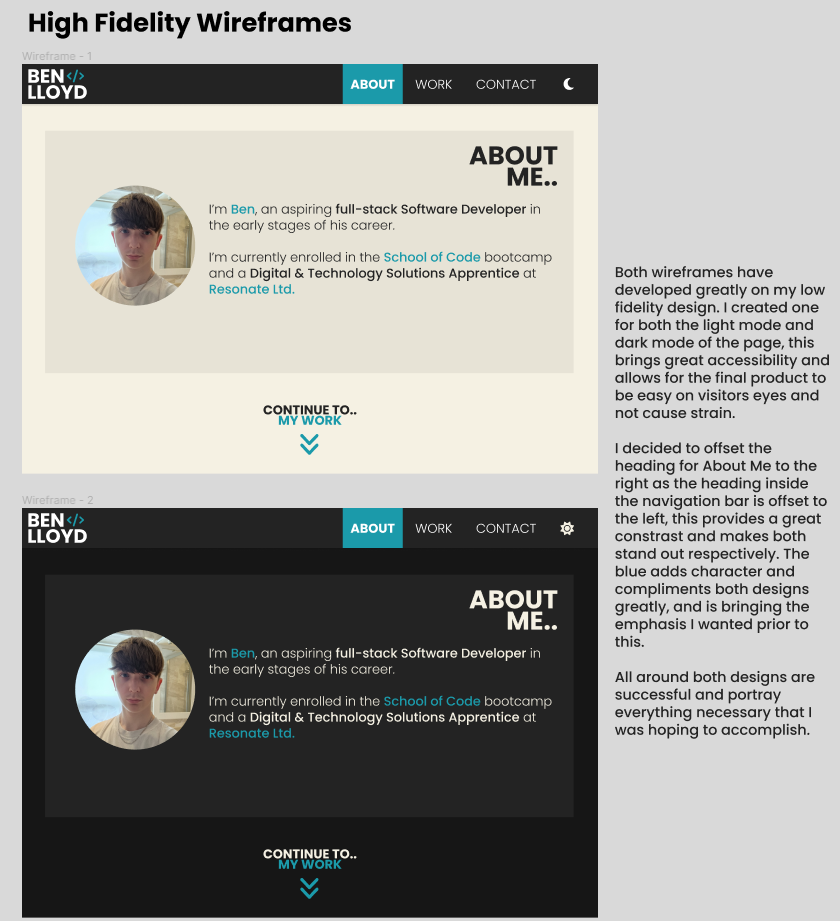 High Fidelity Wireframes
Wireframe - 1
BEN </>
LLOYD
ABOUT WORK CONTACT
ABOUT
ME..
I'm Ben, an aspiring full-stack Software Developer in
the early stages of his career.
I'm currently enrolled in the School of Code bootcamp
and a Digital & Technology Solutions Apprentice at
Resonate Ltd.
CONTINUE TO..
MY WORK
Wireframe - 2
BEN </>
LLOYD
ABOUT WORK CONTACT
ABOUT
ME..
I'm Ben, an aspiring full-stack Software Developer in
the early stages of his career.
I'm currently enrolled in the School of Code bootcamp
and a Digital & Technology Solutions Apprentice at
Resonate Ltd.
CONTINUE TO..
MY WORK
Both wireframes have
developed greatly on my low
fidelity design. I created one
for both the light mode and
dark mode of the page, this
brings great accessibility and
allows for the final product to
be easy on visitors eyes and
not cause strain.
I decided to offset the
heading for About Me to the
right as the heading inside
the navigation bar is offset to
the left, this provides a great
constrast and makes both
stand out respectively. The
blue adds character and
compliments both designs
greatly, and is bringing the
emphasis I wanted prior to
this.
All around both designs are
successful and portray
everything necessary that I
was hoping to accomplish.